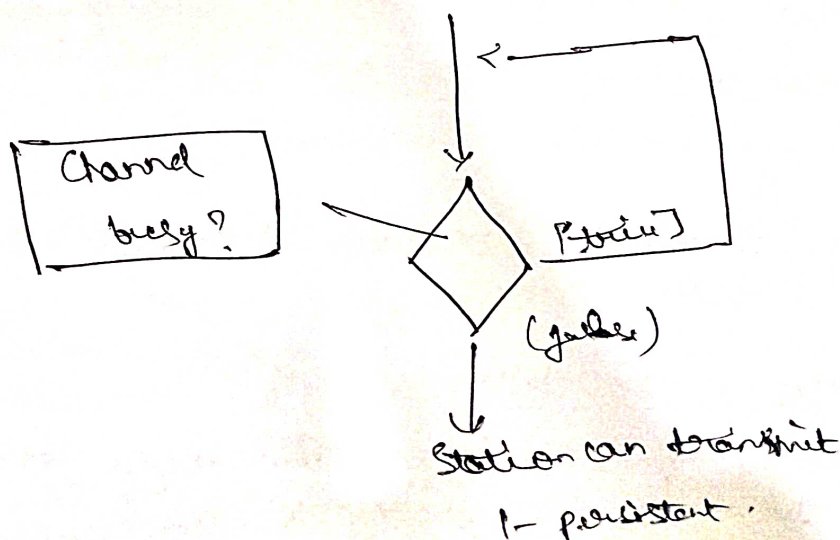 Channel
busy?
[true]
(false)
Station can transmit
1- persistent.